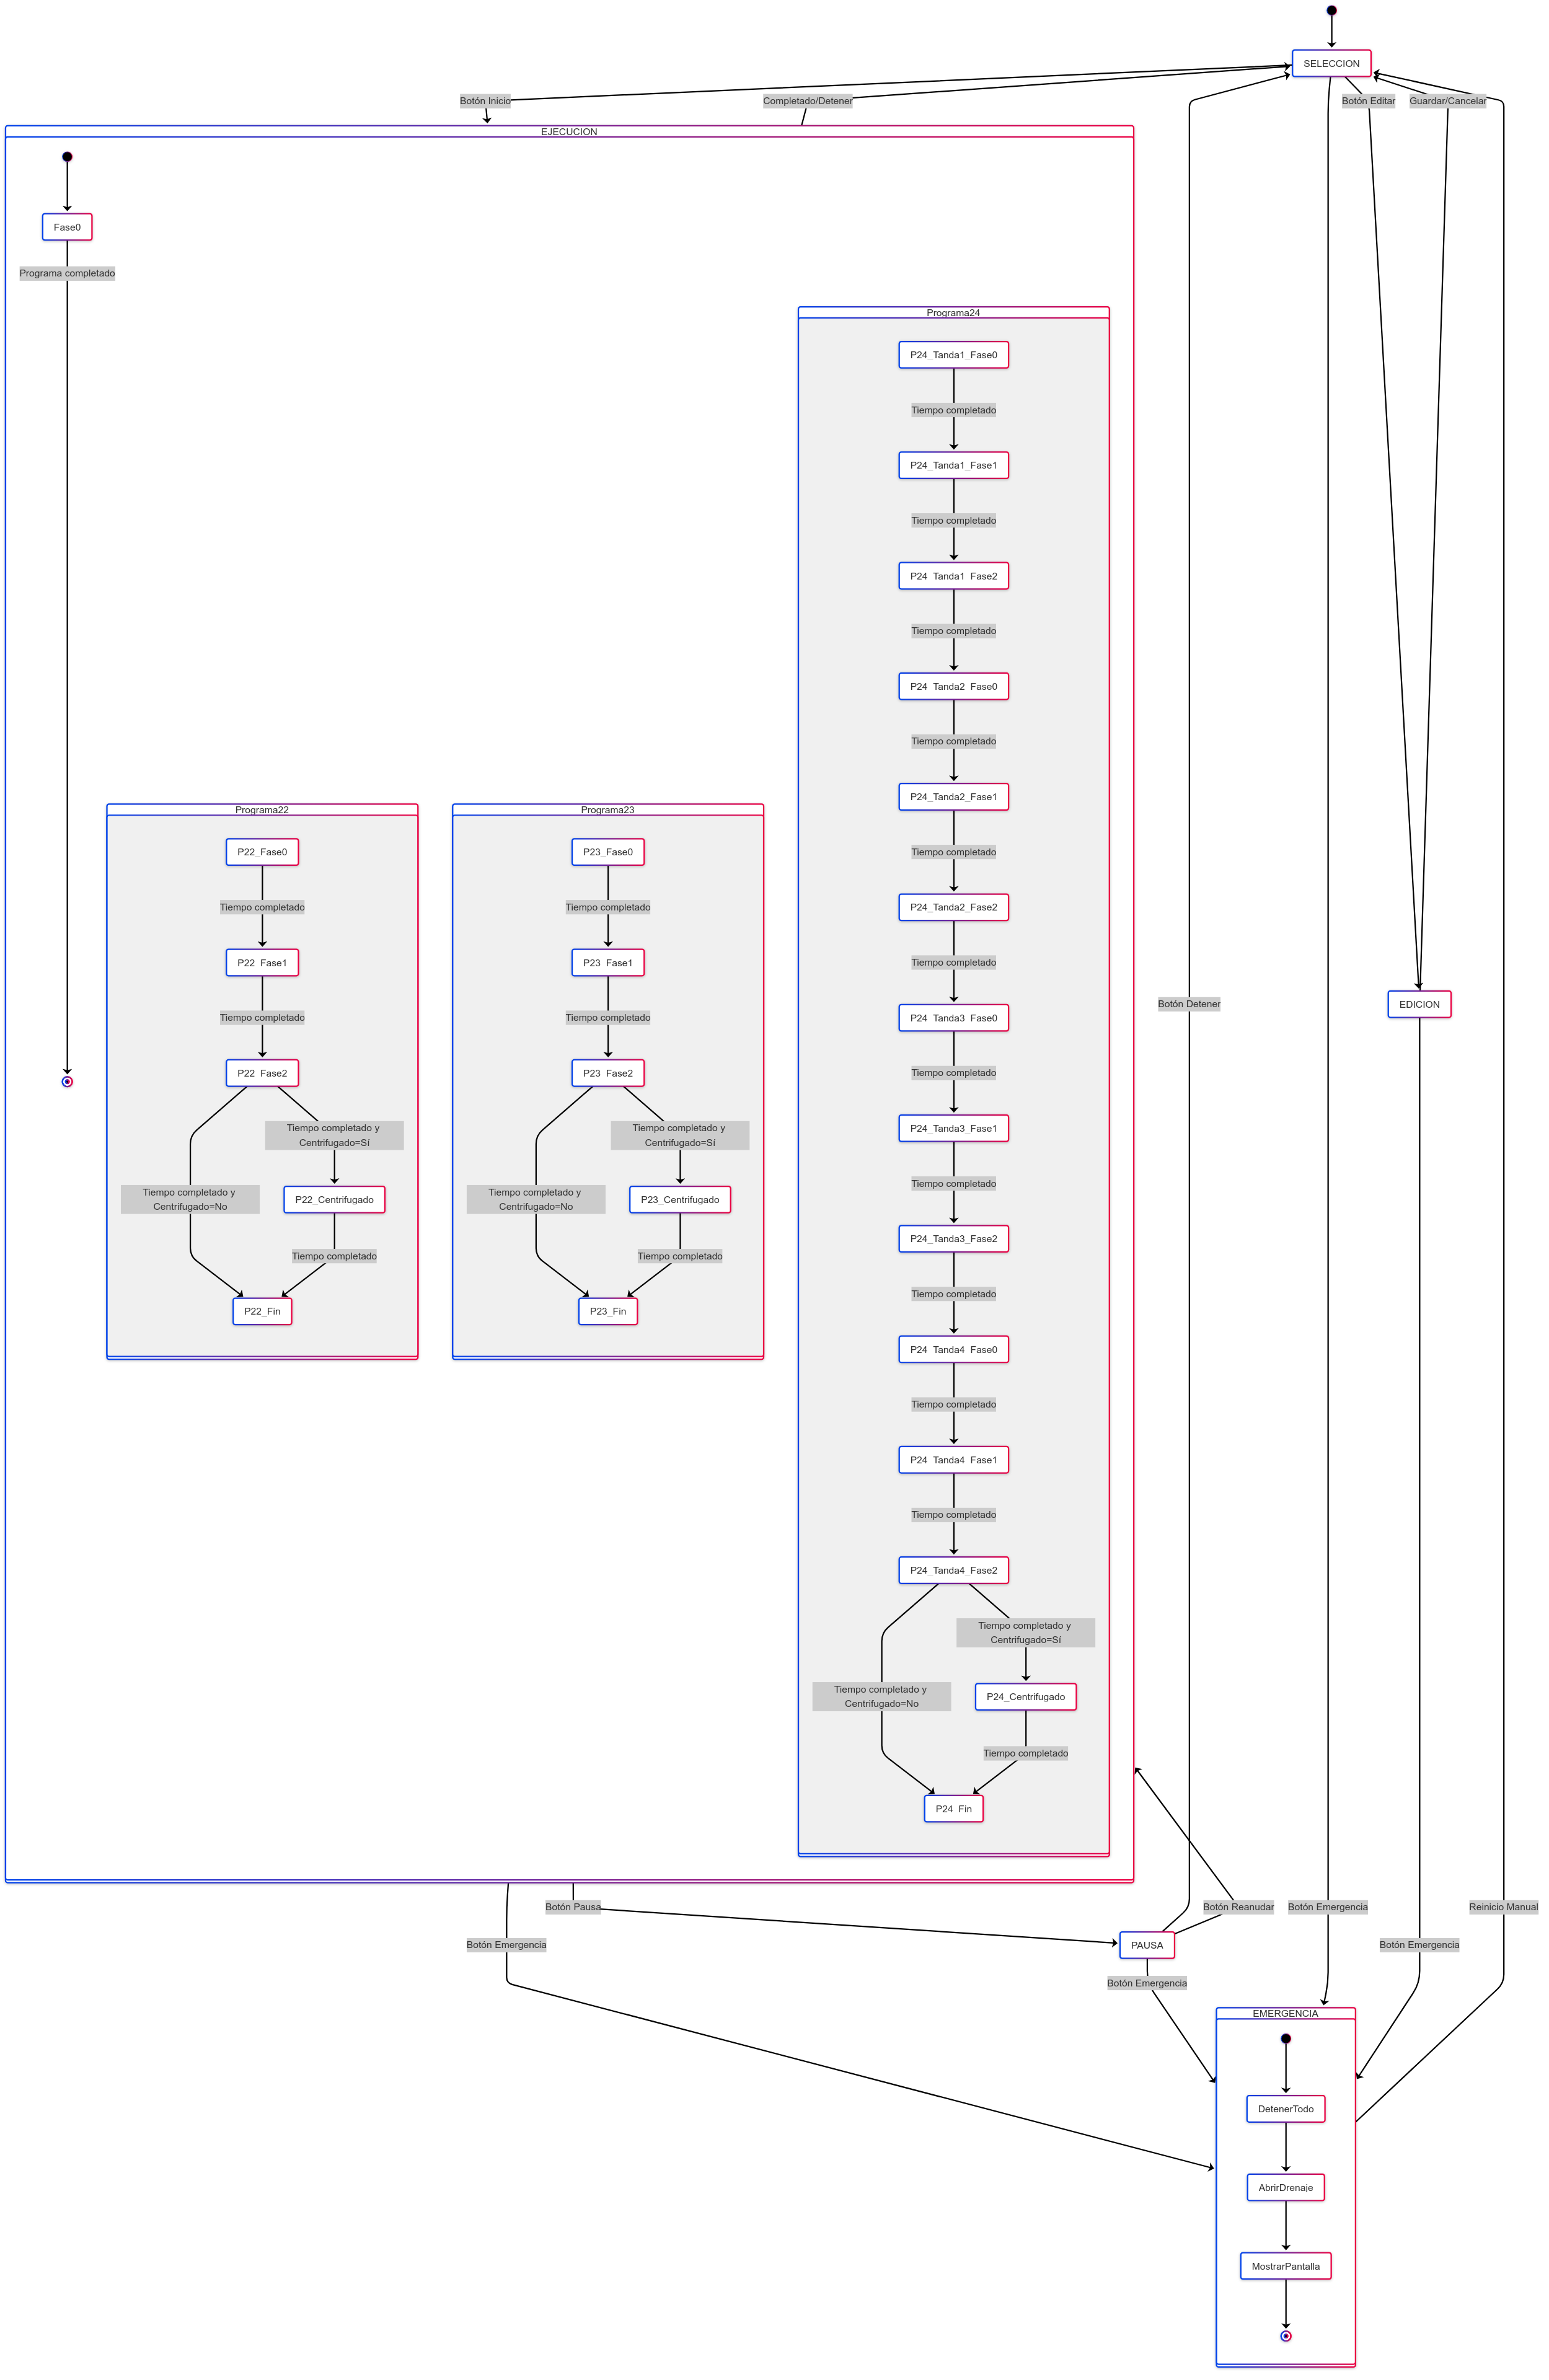 SELECCION
Botón Inicio
Completado/Detener
Botón Editar
Guardar/Cancelar
EJECUCION
Fase0
Programa completado
Programa24
P24_Tanda1_Fase0
Tiempo completado
P24_Tanda1_Fase1
Tiempo completado
P24_Tanda1_Fase2
Tiempo completado
P24_Tanda2_Fase0
Tiempo completado
P24_Tanda2_Fase1
Tiempo completado
P24_Tanda2_Fase2
Tiempo completado
P24_Tanda3_Fase0
Tiempo completado
P24_Tanda3_Fase1
Tiempo completado
P24_Tanda3_Fase2
Tiempo completado
P24_Tanda4_Fase0
Tiempo completado
P24_Tanda4_Fase1
Tiempo completado
P24_Tanda4_Fase2
Tiempo completado y
Centrifugado=Sí
Tiempo completado y
Centrifugado=No
P24_Centrifugado
Tiempo completado
P24_Fin
Programa22
P22_Fase0
Tiempo completado
P22_Fase1
Tiempo completado
P22_Fase2
Tiempo completado y
Centrifugado=Sí
Tiempo completado y
Centrifugado=No
P22_Centrifugado
Tiempo completado
P22_Fin
Programa23
P23_Fase0
Tiempo completado
P23_Fase1
Tiempo completado
P23_Fase2
Tiempo completado y
Centrifugado=Sí
Tiempo completado y
Centrifugado=No
P23_Centrifugado
Tiempo completado
P23_Fin
Botón Detener
EDICION
Botón Pausa
Botón Reanudar
Botón Emergencia
Reinicio Manual
Botón Emergencia
PAUSA
Botón Emergencia
Botón Emergencia
EMERGENCIA
DetenerTodo
AbrirDrenaje
MostrarPantalla